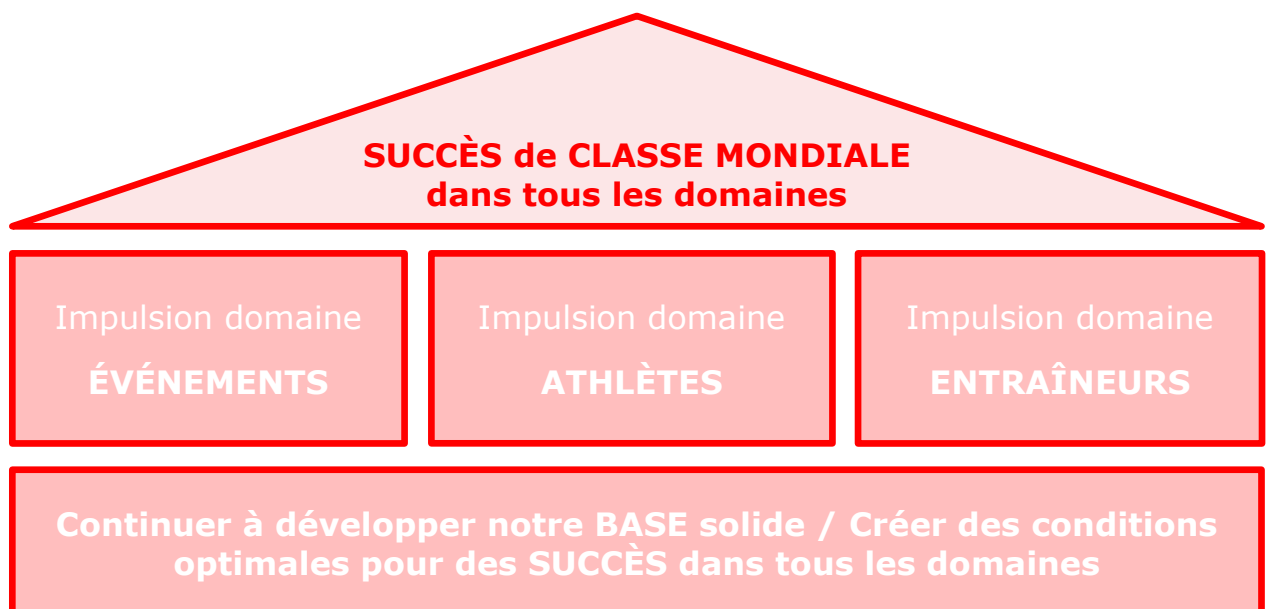 SUCCÈS de CLASSE MONDIALE
dans tous les domaines
Impulsion domaine
ÉVÉNEMENTS
Impulsion domaine
ATHLÈTES
Impulsion domaine
ENTRAÎNEURS
Continuer à développer notre BASE solide / Créer des conditions
optimales pour des SUCCÈS dans tous les domaines